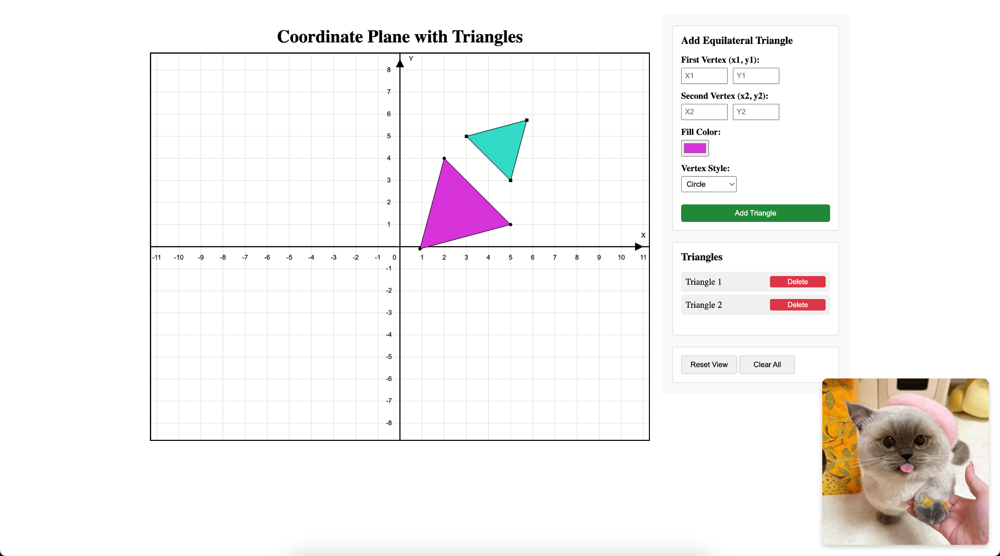 Coordinate Plane with Triangles
Y
8
7
6
5
4
3
2
1
X
-11 -10 -9 -8 -7 -6 -5 -4 -3 -2 -1 0 1 2 3 4 5 6 7 8 9 10 11
-1
-2
-3
-4
-5
-6
-7
-8
Add Equilateral Triangle
First Vertex (x1, y1):
X1 Y1
Second Vertex (x2, y2):
X2 Y2
Fill Color:
Vertex Style:
Circle
Add Triangle
Triangles
Triangle 1 Delete
Triangle 2 Delete
Reset View Clear All